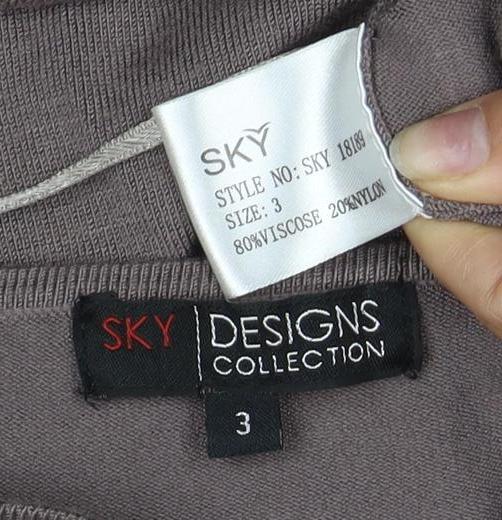 SKY
STYLE NO: SKY 18189
SIZE: 3
80%VISCOSE 20%NYLON
SKY DESIGNS
COLLECTION
3